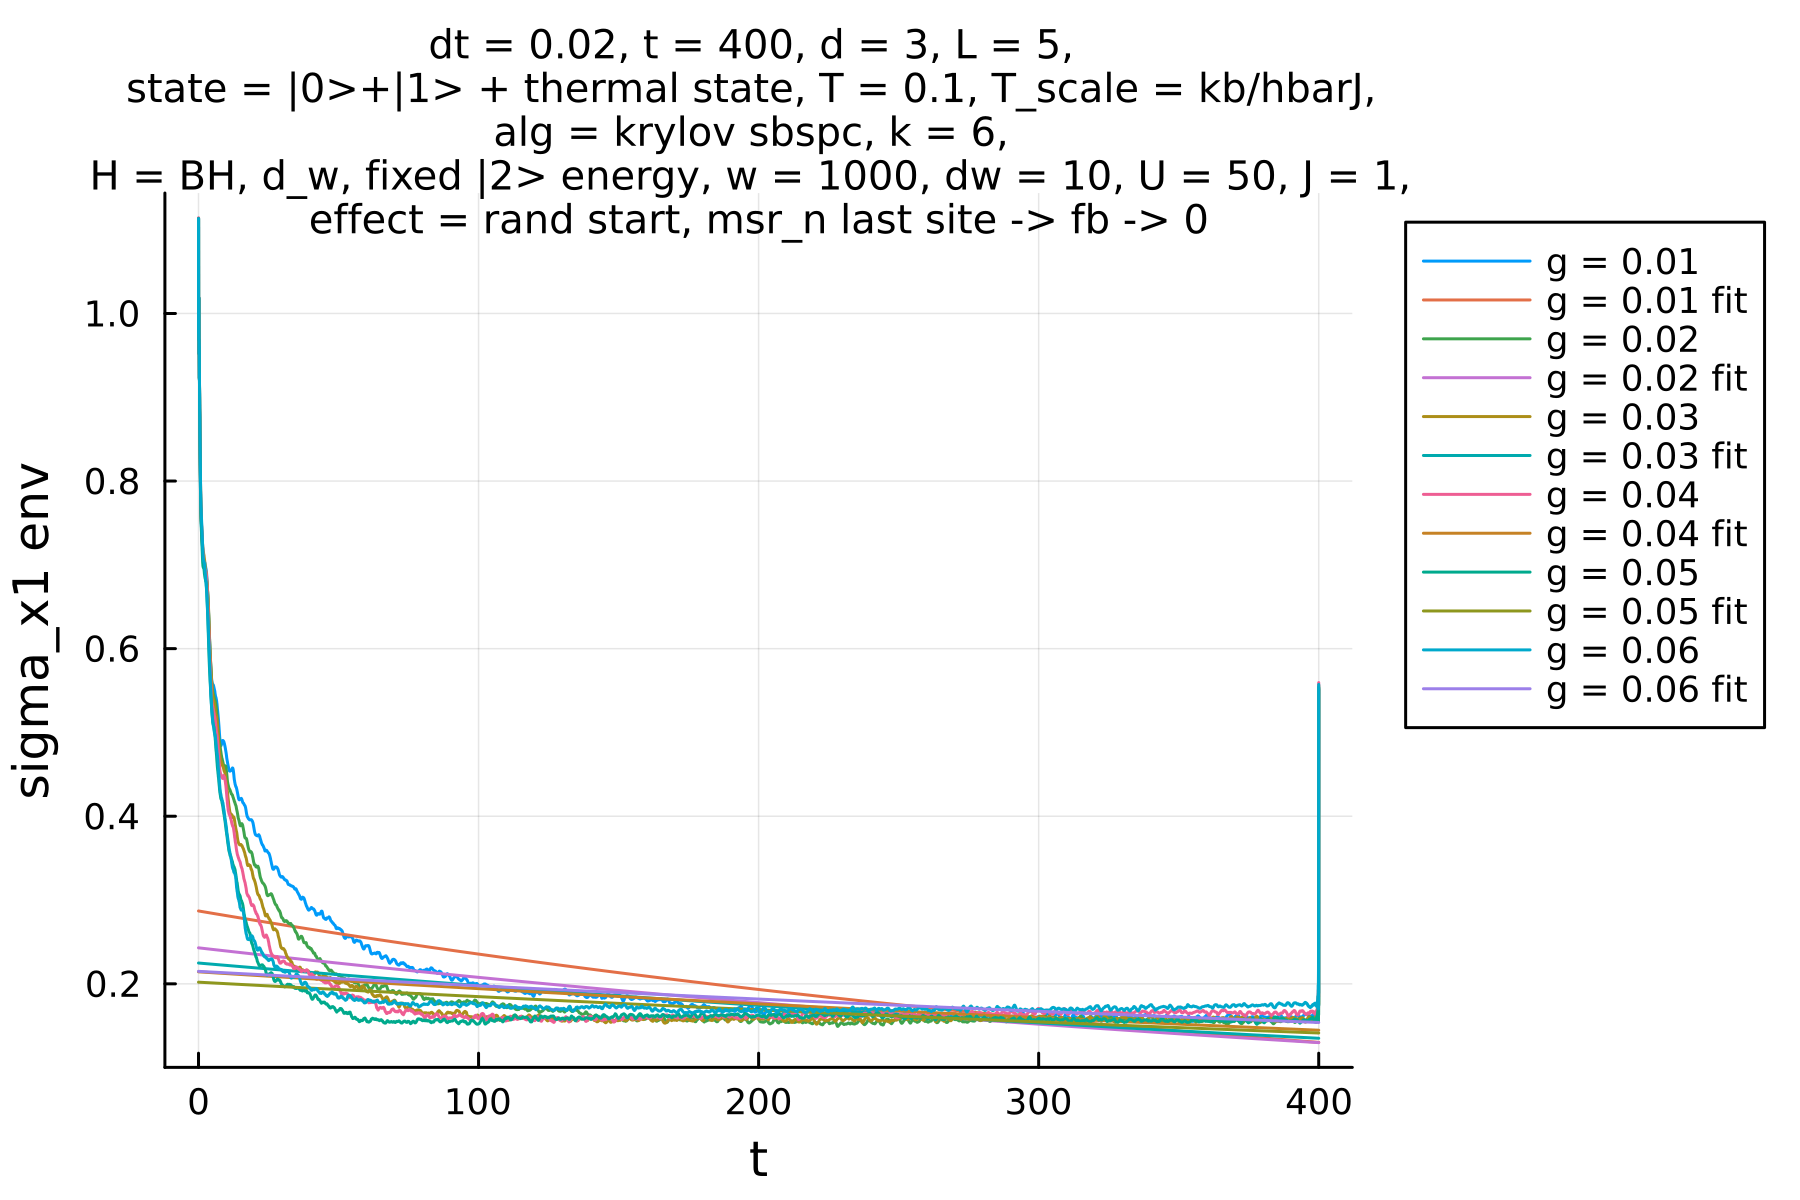 dt = 0.02, t = 400, d = 3, L = 5,
state = |0>+|1> + thermal state, T = 0.1, T_scale = kb/hbarJ,
alg = krylov sbspc, k = 6,
H = BH, d_w, fixed |2> energy, w = 1000, dw = 10, U = 50, J = 1,
effect = rand start, msr_n last site -> fb -> 0
sigma_x1 env
1.0
0.8
0.6
0.4
0.2
0
100
200
300
400
t
g = 0.01
g = 0.01 fit
g = 0.02
g = 0.02 fit
g = 0.03
g = 0.03 fit
g = 0.04
g = 0.04 fit
g = 0.05
g = 0.05 fit
g = 0.06
g = 0.06 fit